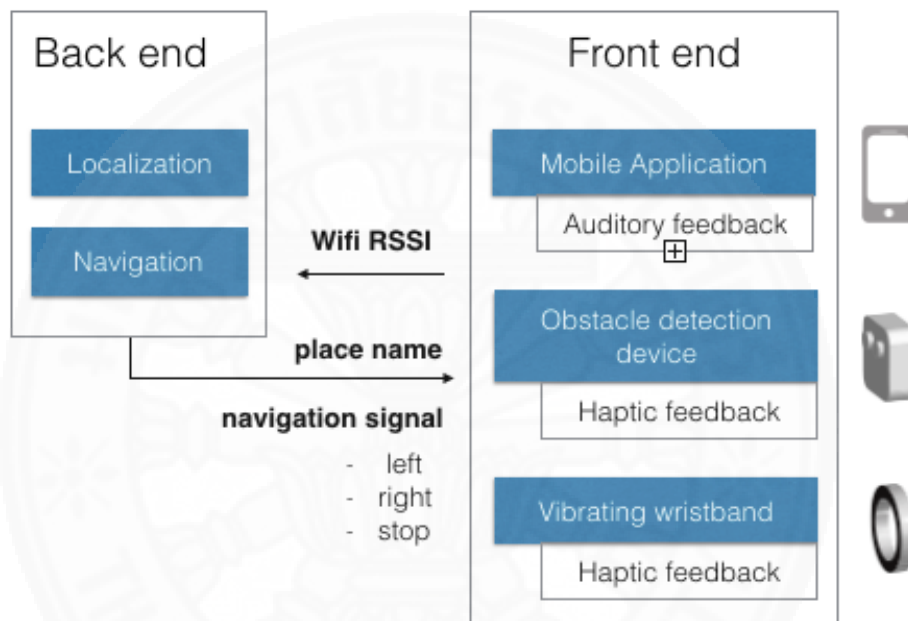 Back end
Localization
Navigation
Wifi RSSI
place name
navigation signal
- left
- right
- stop
Front end
Mobile Application
Auditory feedback
Obstacle detection
device
Haptic feedback
Vibrating wristband
Haptic feedback